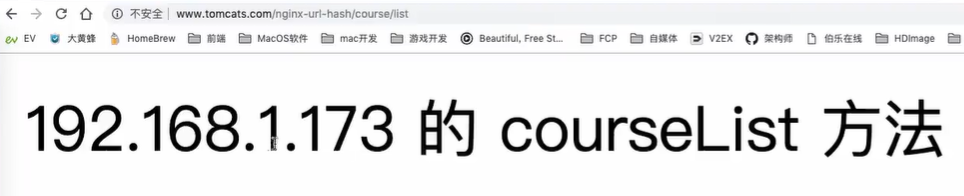 不安全 | www.tomcats.com/nginx-url-hash/course/list
EV 大黄蜂 HomeBrew 前端 MacOS软件 mac开发 游戏开发 Beautiful, Free St... FCP 自媒体 V2EX 架构师 伯乐在线 HDImage
192.168.1.173 的 courseList 方法